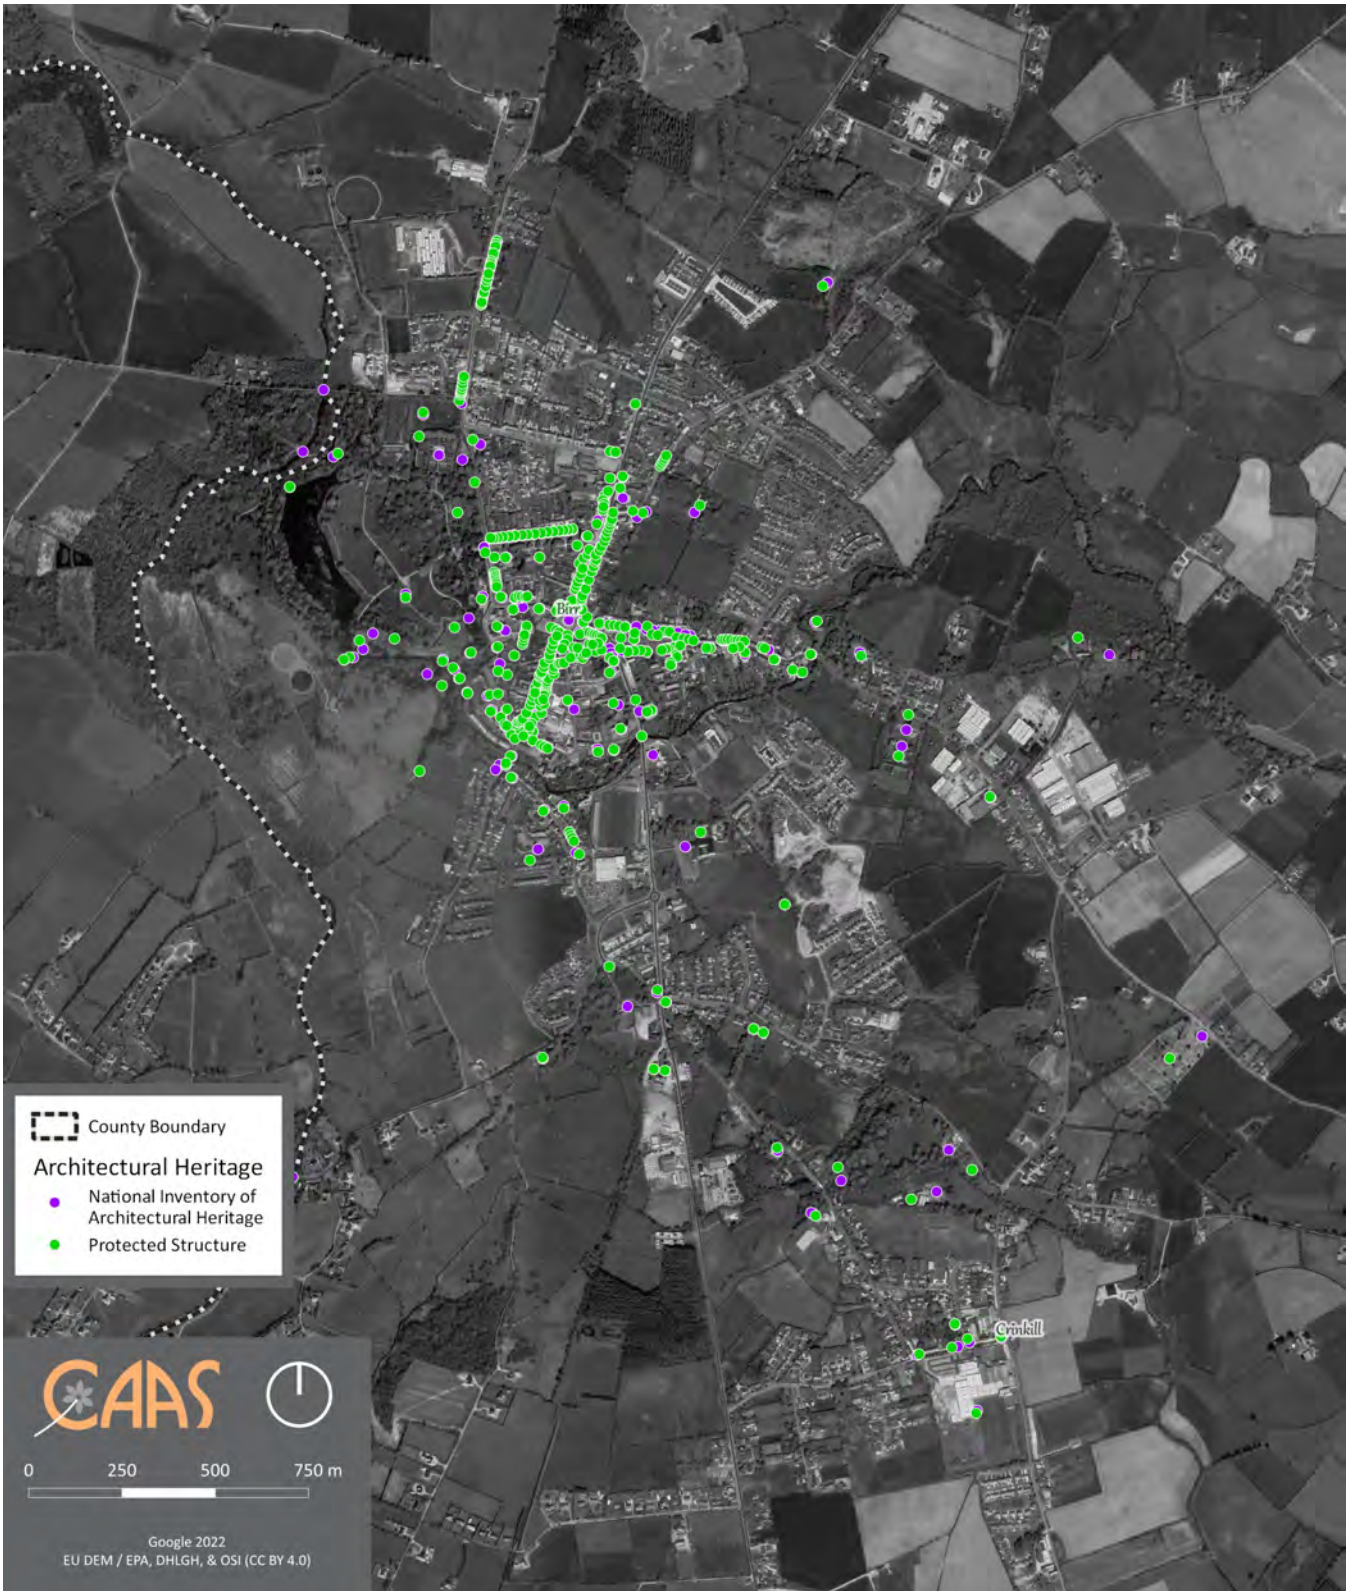 Birr
County Boundary
Architectural Heritage
National Inventory of
Architectural Heritage
Protected Structure
Crinkill
CAAS
0 250 500 750 m
Google 2022
EU DEM / EPA, DHLGH, & OSI (CC BY 4.0)